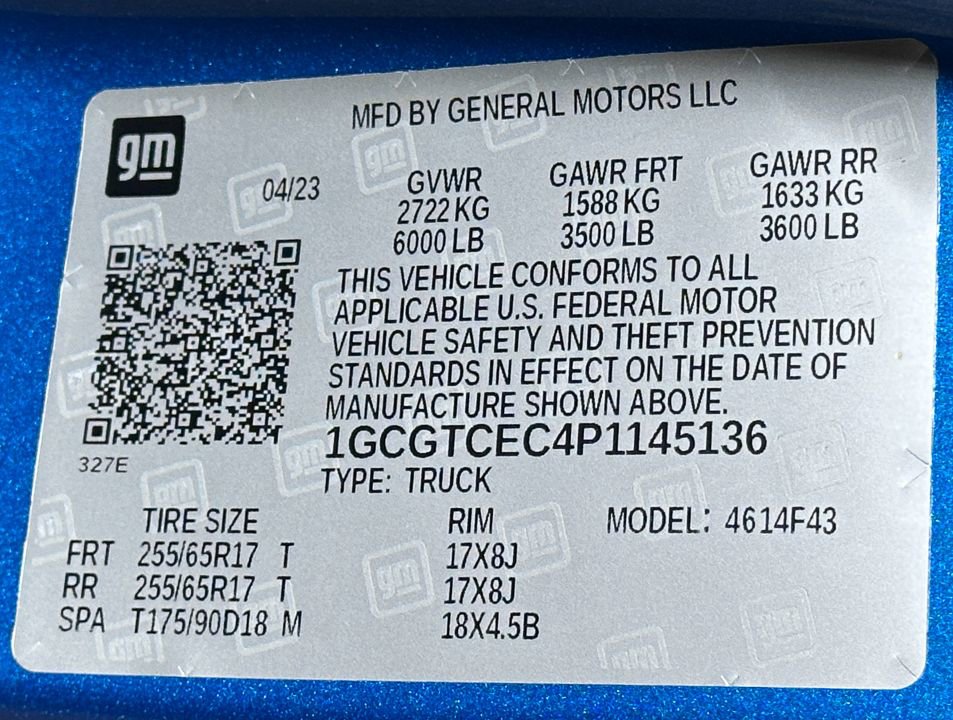 MFD BY GENERAL MOTORS LLC
gm
04/23
GVWR GAWR FRT GAWR RR
2722 KG 1588 KG 1633 KG
6000 LB 3500 LB 3600 LB
THIS VEHICLE CONFORMS TO ALL
APPLICABLE U.S. FEDERAL MOTOR
VEHICLE SAFETY AND THEFT PREVENTION
STANDARDS IN EFFECT ON THE DATE OF
MANUFACTURE SHOWN ABOVE.
1GCGTCEC4P1145136
327E
TYPE: TRUCK
TIRE SIZE RIM MODEL: 4614F43
FRT 255/65R17 T 17X8J
RR 255/65R17 T 17X8J
SPA T175/90D18 M 18X4.5B